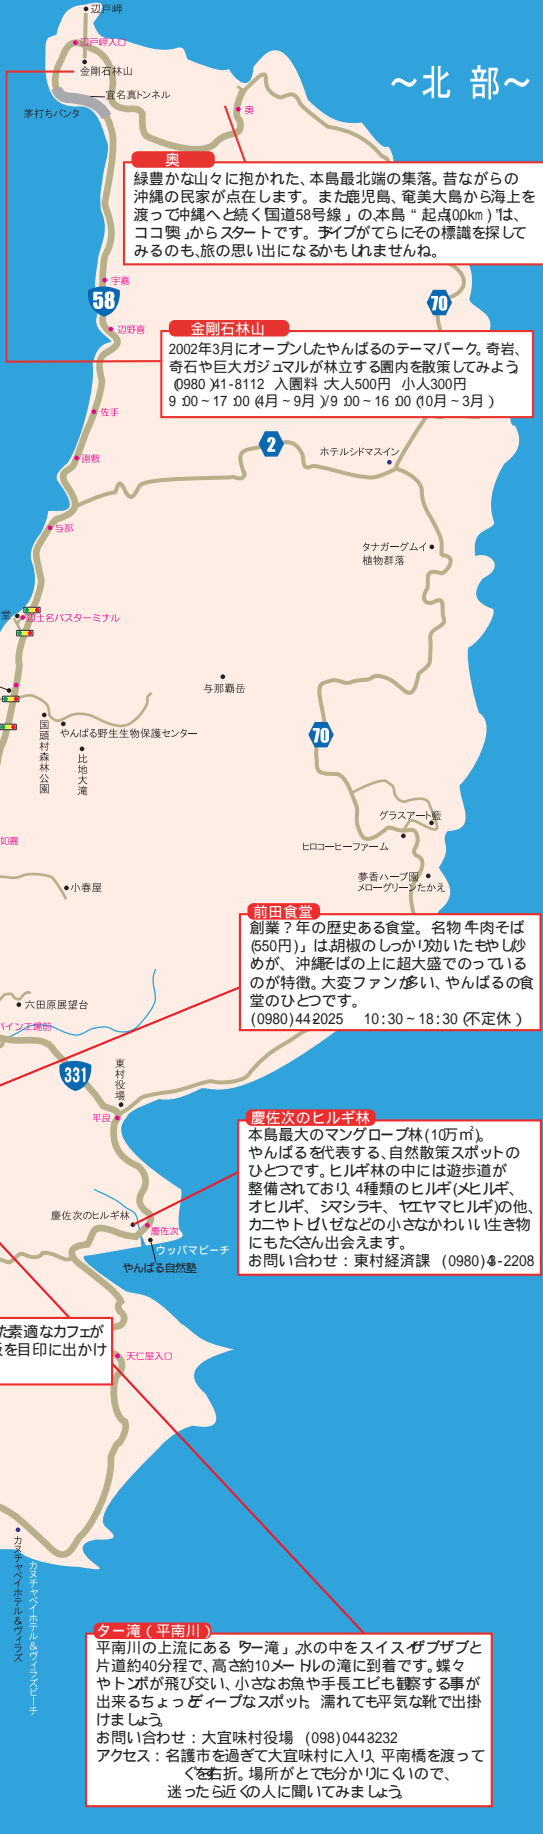 辺戸岬
~北 部~
辺戸岬入口
金剛石林山
宜名真トンネル
茅打ちバンタ
奥
奥
緑豊かな山々に抱かれた、本島最北端の集落。昔ながらの
沖縄の民家が点在します。また鹿児島、奄美大島から海上を
渡って沖縄へと続く「国道58号線」の、本島“起点(0.0km)”は、
ココ「奥」からスタートです。ドライブがてらにその標識を探して
みるのも、旅の思い出になるかもしれませんね。
宇嘉
58
70
辺野喜
金剛石林山
2002年3月にオープンしたやんばるのテーマパーク。奇岩、
奇石や巨大ガジュマルが林立する園内を散策してみよう
(0980)41-8112 入園料:大人500円 小人300円
9:00~17:00(4月~9月)/9:00~16:00(10月~3月)
佐手
2
ホテルシドマスイン
謝敷
与那
タナガーグムイ
植物群落
堂
辺土名バスターミナル
与那覇岳
国頭村森林公園
やんばる野生生物保護センター
比地大滝
70
グラスアート藍
如嘉
ヒロコーヒーファーム
夢香ハーブ園
メローグリーンたかえ
小春屋
前田食堂
創業?年の歴史ある食堂。名物「牛肉そば
(550円)」は胡椒のしっかり効いたもやし炒
めが、沖縄そばの上に超大盛でのっている
のが特徴。大変ファンが多い、やんばるの食
堂のひとつです。
(0980)44-2025 10:30~18:30(不定休)
六田原展望台
パイン工場前
331
東村役場
平良
慶佐次のヒルギ林
本島最大のマングローブ林(10万㎡)。
やんばるを代表する、自然散策スポットの
ひとつです。ヒルギ林の中には遊歩道が
整備されており、4種類のヒルギ(メヒルギ、
オヒルギ、シマシラキ、ヤエヤマヒルギ)の他、
カニやトビハゼなどの小さなかわいい生き物
にもたくさん出会えます。
お問い合わせ:東村経済課 (0980)43-2208
慶佐次のヒルギ林
慶佐次
ウッパマビーチ
やんばる自然塾
た素適なカフェが
を目印に出かけ
天仁屋入口
カヌチャベイホテル&ヴィラズ
カヌチャベイホテル&ヴィラズビーチ
ター滝(平南川)
平南川の上流にある「ター滝」。水の中をスイスイザブザブと
片道約40分程で、高さ約10メートルの滝に到着です。蝶々
やトンボが飛び交い、小さなお魚や手長エビも観察する事が
出来るちょっとディープなスポット。濡れても平気な靴で出掛
けましょう。
お問い合わせ:大宜味村役場 (098)044-3232
アクセス:名護市を過ぎて大宜味村に入り、平南橋を渡って
すぐを右折。場所がとても分かりにくいので、
迷ったら近くの人に聞いてみましょう。